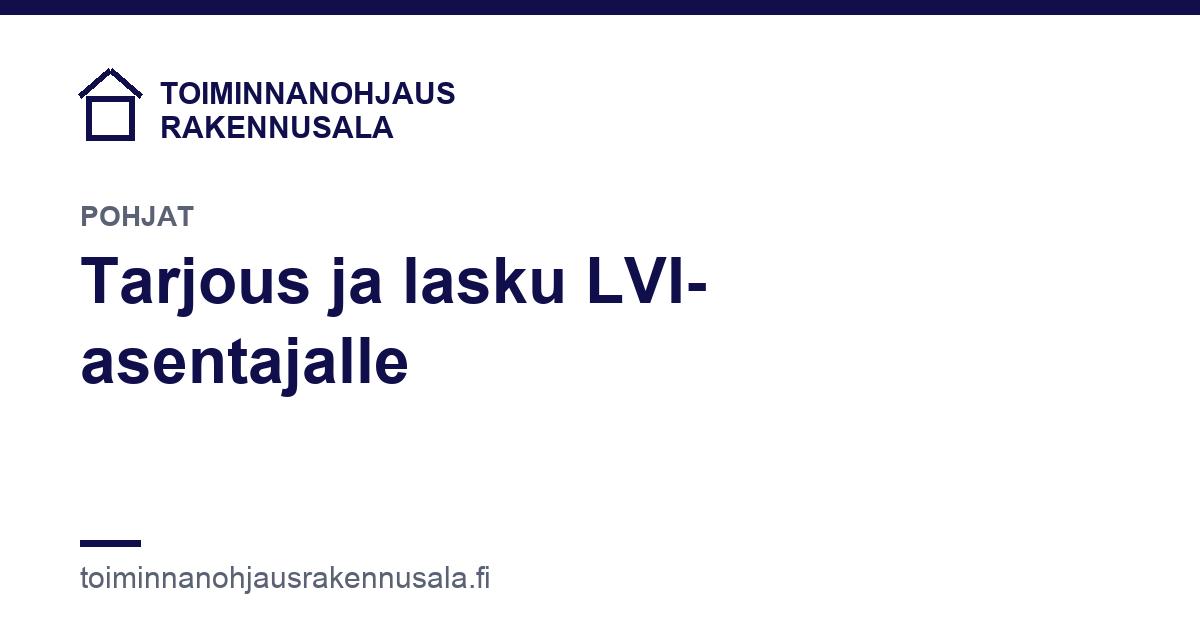 TOIMINNANOHJAUS
RAKENNUSALA
POHJAT
Tarjous ja lasku LVI-
asentajalle
toiminnanohjausrakennusala.fi